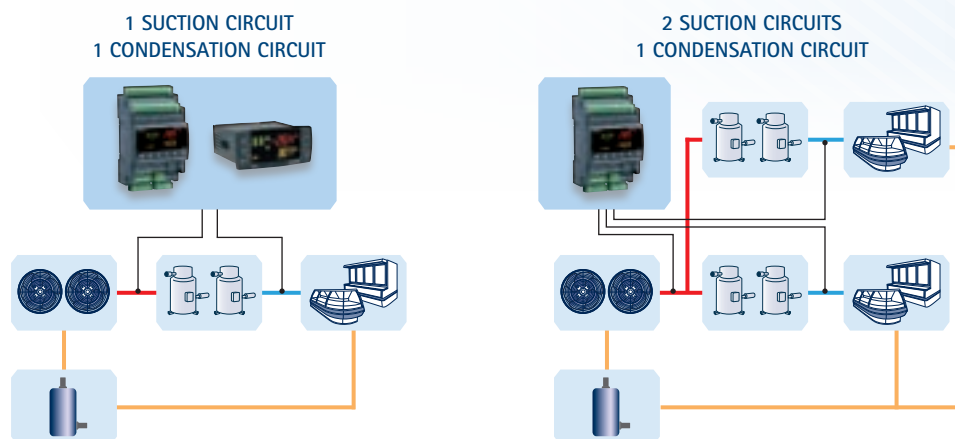 1 SUCTION CIRCUIT
1 CONDENSATION CIRCUIT
2 SUCTION CIRCUITS
1 CONDENSATION CIRCUIT